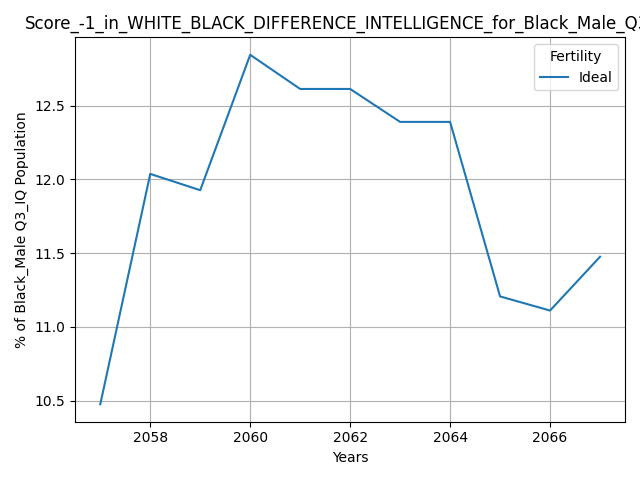 Score_-1_in_WHITE_BLACK_DIFFERENCE_INTELLIGENCE_for_Black_Male_Q3
Fertility
Ideal
12.5
12.0
11.5
11.0
10.5
% of Black_Male Q3_IQ Population
2058 2060 2062 2064 2066
Years